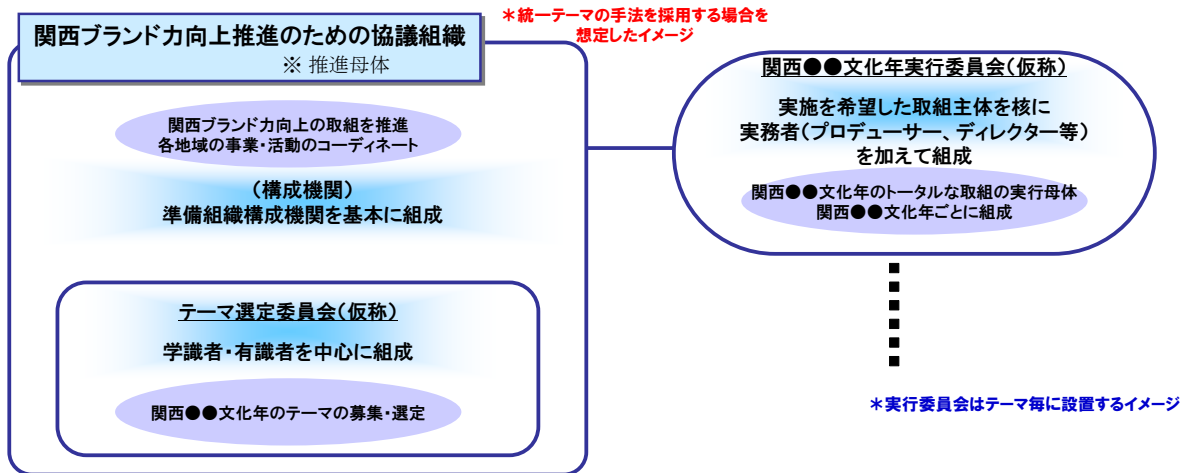 ＊統一テーマの手法を採用する場合を
想定したイメージ
関西ブランド力向上推進のための協議組織
※ 推進母体
関西ブランド力向上の取組を推進
各地域の事業・活動のコーディネート
（構成機関）
準備組織構成機関を基本に組成
テーマ選定委員会（仮称）
学識者・有識者を中心に組成
関西●●文化年のテーマの募集・選定
関西●●文化年実行委員会（仮称）
実施を希望した取組主体を核に
実務者（プロデューサー、ディレクター等）
を加えて組成
関西●●文化年のトータルな取組の実行母体
関西●●文化年ごとに組成
＊実行委員会はテーマ毎に設置するイメージ